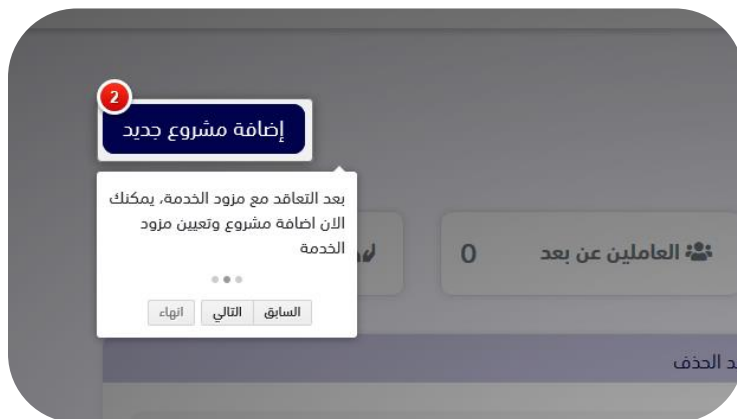 2
إضافة مشروع جديد
بعد التعاقد مع مزود الخدمة، يمكنك
الان اضافة مشروع وتعيين مزود
الخدمة
السابق التالي انهاء
العاملين عن بعد 0
الحذف